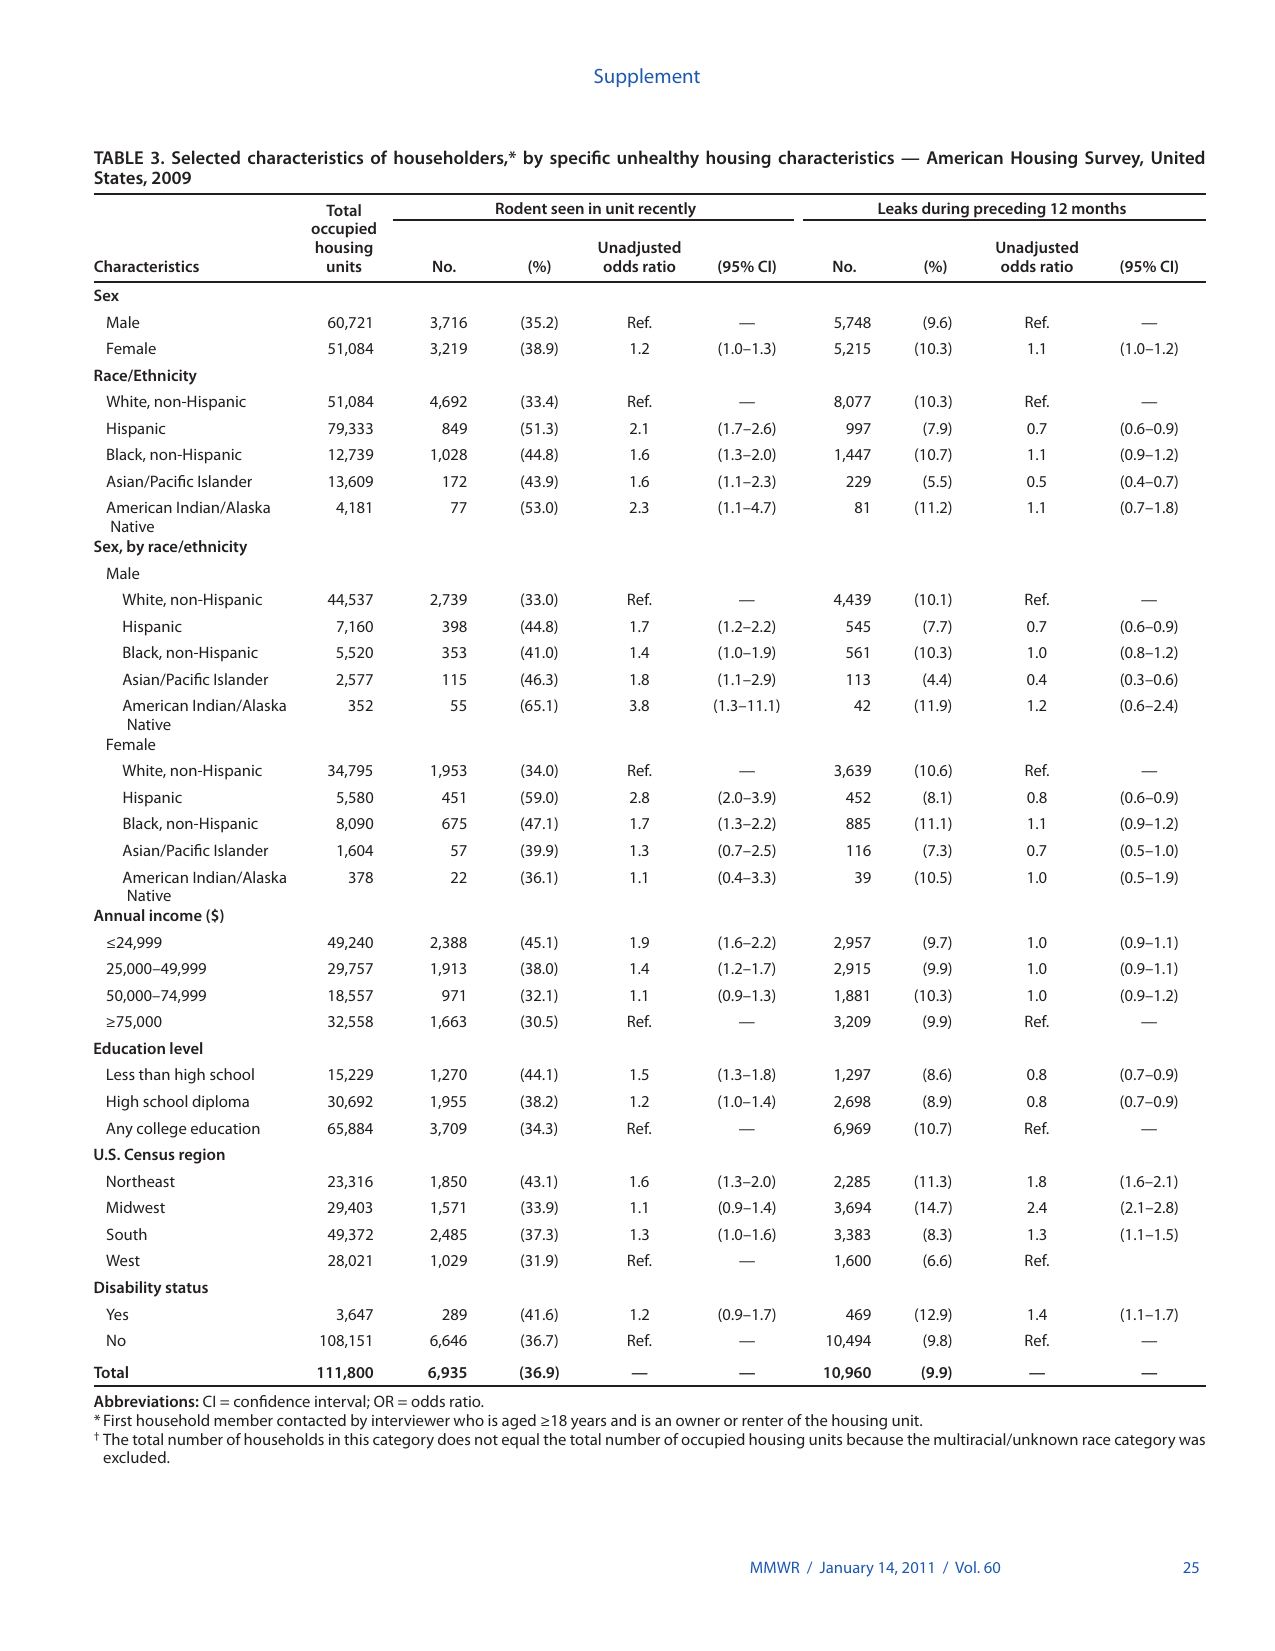 Supplement
TABLE 3. Selected characteristics of householders,* by specific unhealthy housing characteristics — American Housing Survey, United
States, 2009
Total occupied housing units
Rodent seen in unit recently Leaks during preceding 12 months
Characteristics No. (%) Unadjusted odds ratio (95% CI) No. (%) Unadjusted odds ratio (95% CI)
Sex
Male 60,721 3,716 (35.2) Ref. — 5,748 (9.6) Ref. —
Female 51,084 3,219 (38.9) 1.2 (1.0–1.3) 5,215 (10.3) 1.1 (1.0–1.2)
Race/Ethnicity
White, non-Hispanic 51,084 4,692 (33.4) Ref. — 8,077 (10.3) Ref. —
Hispanic 79,333 849 (51.3) 2.1 (1.7–2.6) 997 (7.9) 0.7 (0.6–0.9)
Black, non-Hispanic 12,739 1,028 (44.8) 1.6 (1.3–2.0) 1,447 (10.7) 1.1 (0.9–1.2)
Asian/Pacific Islander 13,609 172 (43.9) 1.6 (1.1–2.3) 229 (5.5) 0.5 (0.4–0.7)
American Indian/Alaska 4,181 77 (53.0) 2.3 (1.1–4.7) 81 (11.2) 1.1 (0.7–1.8)
Native
Sex, by race/ethnicity
Male
White, non-Hispanic 44,537 2,739 (33.0) Ref. — 4,439 (10.1) Ref. —
Hispanic 7,160 398 (44.8) 1.7 (1.2–2.2) 545 (7.7) 0.7 (0.6–0.9)
Black, non-Hispanic 5,520 353 (41.0) 1.4 (1.0–1.9) 561 (10.3) 1.0 (0.8–1.2)
Asian/Pacific Islander 2,577 115 (46.3) 1.8 (1.1–2.9) 113 (4.4) 0.4 (0.3–0.6)
American Indian/Alaska 352 55 (65.1) 3.8 (1.3–11.1) 42 (11.9) 1.2 (0.6–2.4)
Native
Female
White, non-Hispanic 34,795 1,953 (34.0) Ref. — 3,639 (10.6) Ref. —
Hispanic 5,580 451 (59.0) 2.8 (2.0–3.9) 452 (8.1) 0.8 (0.6–0.9)
Black, non-Hispanic 8,090 675 (47.1) 1.7 (1.3–2.2) 885 (11.1) 1.1 (0.9–1.2)
Asian/Pacific Islander 1,604 57 (39.9) 1.3 (0.7–2.5) 116 (7.3) 0.7 (0.5–1.0)
American Indian/Alaska 378 22 (36.1) 1.1 (0.4–3.3) 39 (10.5) 1.0 (0.5–1.9)
Native
Annual income ($)
≤24,999 49,240 2,388 (45.1) 1.9 (1.6–2.2) 2,957 (9.7) 1.0 (0.9–1.1)
25,000–49,999 29,757 1,913 (38.0) 1.4 (1.2–1.7) 2,915 (9.9) 1.0 (0.9–1.1)
50,000–74,999 18,557 971 (32.1) 1.1 (0.9–1.3) 1,881 (10.3) 1.0 (0.9–1.2)
≥75,000 32,558 1,663 (30.5) Ref. — 3,209 (9.9) Ref. —
Education level
Less than high school 15,229 1,270 (44.1) 1.5 (1.3–1.8) 1,297 (8.6) 0.8 (0.7–0.9)
High school diploma 30,692 1,955 (38.2) 1.2 (1.0–1.4) 2,698 (8.9) 0.8 (0.7–0.9)
Any college education 65,884 3,709 (34.3) Ref. — 6,969 (10.7) Ref. —
U.S. Census region
Northeast 23,316 1,850 (43.1) 1.6 (1.3–2.0) 2,285 (11.3) 1.8 (1.6–2.1)
Midwest 29,403 1,571 (33.9) 1.1 (0.9–1.4) 3,694 (14.7) 2.4 (2.1–2.8)
South 49,372 2,485 (37.3) 1.3 (1.0–1.6) 3,383 (8.3) 1.3 (1.1–1.5)
West 28,021 1,029 (31.9) Ref. — 1,600 (6.6) Ref.
Disability status
Yes 3,647 289 (41.6) 1.2 (0.9–1.7) 469 (12.9) 1.4 (1.1–1.7)
No 108,151 6,646 (36.7) Ref. — 10,494 (9.8) Ref. —
Total 111,800 6,935 (36.9) — — 10,960 (9.9) — —
Abbreviations: CI = confidence interval; OR = odds ratio.
* First household member contacted by interviewer who is aged ≥18 years and is an owner or renter of the housing unit.
† The total number of households in this category does not equal the total number of occupied housing units because the multiracial/unknown race category was
excluded.
MMWR / January 14, 2011 / Vol. 60 25